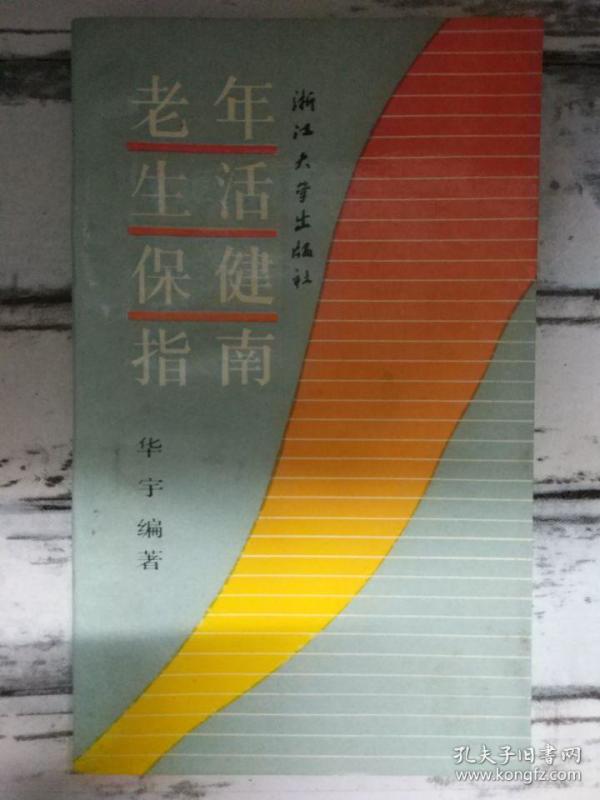 老年
生活
保健
指南
浙江大学出版社
华宇编著
孔夫子旧书网
www.kongfz.com